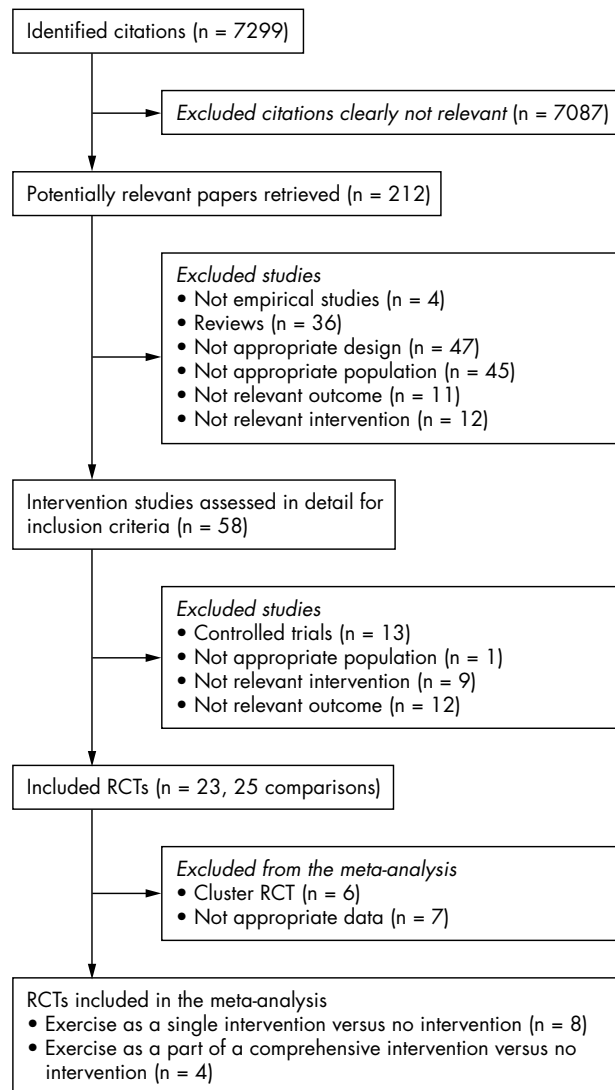 Identified citations (n = 7299)
Excluded citations clearly not relevant (n = 7087)
Potentially relevant papers retrieved (n = 212)
Excluded studies
• Not empirical studies (n = 4)
• Reviews (n = 36)
• Not appropriate design (n = 47)
• Not appropriate population (n = 45)
• Not relevant outcome (n = 11)
• Not relevant intervention (n = 12)
Intervention studies assessed in detail for
inclusion criteria (n = 58)
Excluded studies
• Controlled trials (n = 13)
• Not appropriate population (n = 1)
• Not relevant intervention (n = 9)
• Not relevant outcome (n = 12)
Included RCTs (n = 23, 25 comparisons)
Excluded from the meta-analysis
• Cluster RCT (n = 6)
• Not appropriate data (n = 7)
RCTs included in the meta-analysis
• Exercise as a single intervention versus no intervention (n = 8)
• Exercise as a part of a comprehensive intervention versus no
intervention (n = 4)